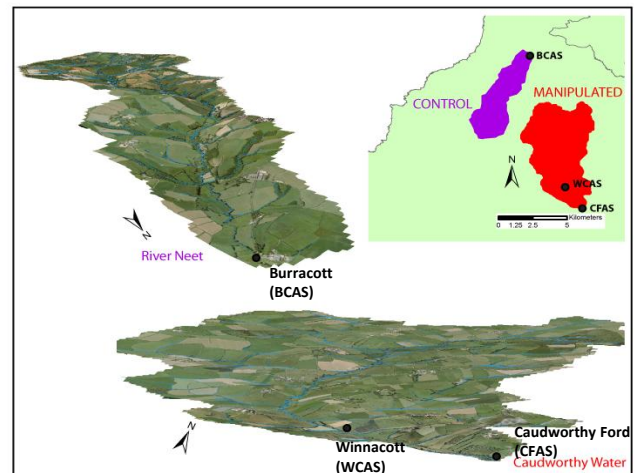 BCAS
CONTROL
MANIPULATED
N
WCAS
CFAS
0 1.25 2.5 5
Kilometers
N
River Neet
Burracott
(BCAS)
N
Winnacott
(WCAS)
Caudworthy Ford
(CFAS)
Caudworthy Water